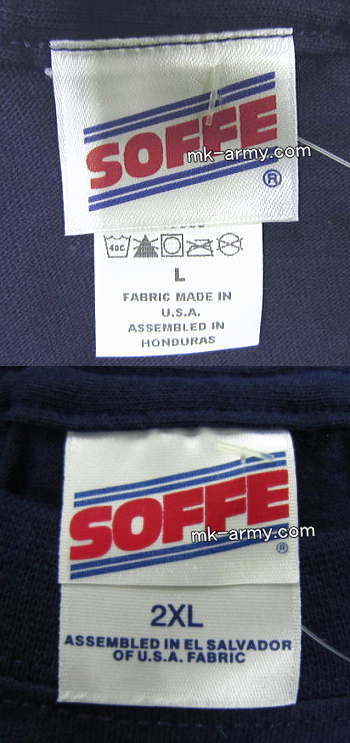 SOFFE
mk-army.com
®
40C
L
FABRIC MADE IN
U.S.A.
ASSEMBLED IN
HONDURAS
SOFFE
mk-army.com
®
2XL
ASSEMBLED IN EL SALVADOR
OF U.S.A. FABRIC